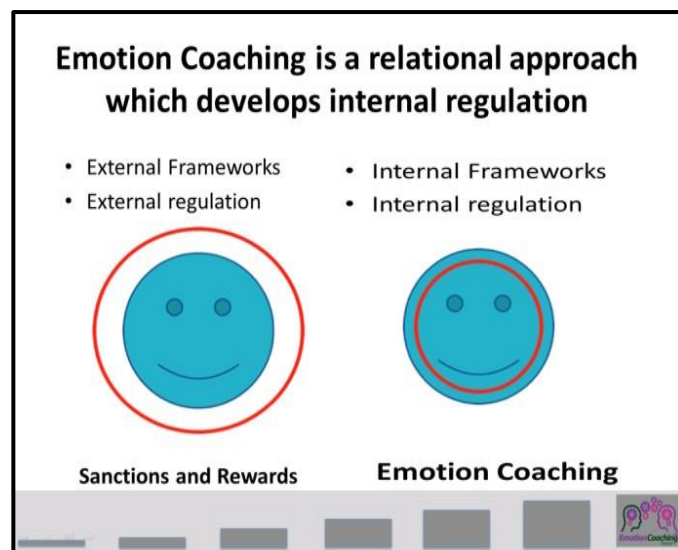 Emotion Coaching is a relational approach
which develops internal regulation
• External Frameworks
• External regulation
• Internal Frameworks
• Internal regulation
Sanctions and Rewards
Emotion Coaching
EmotionCoaching